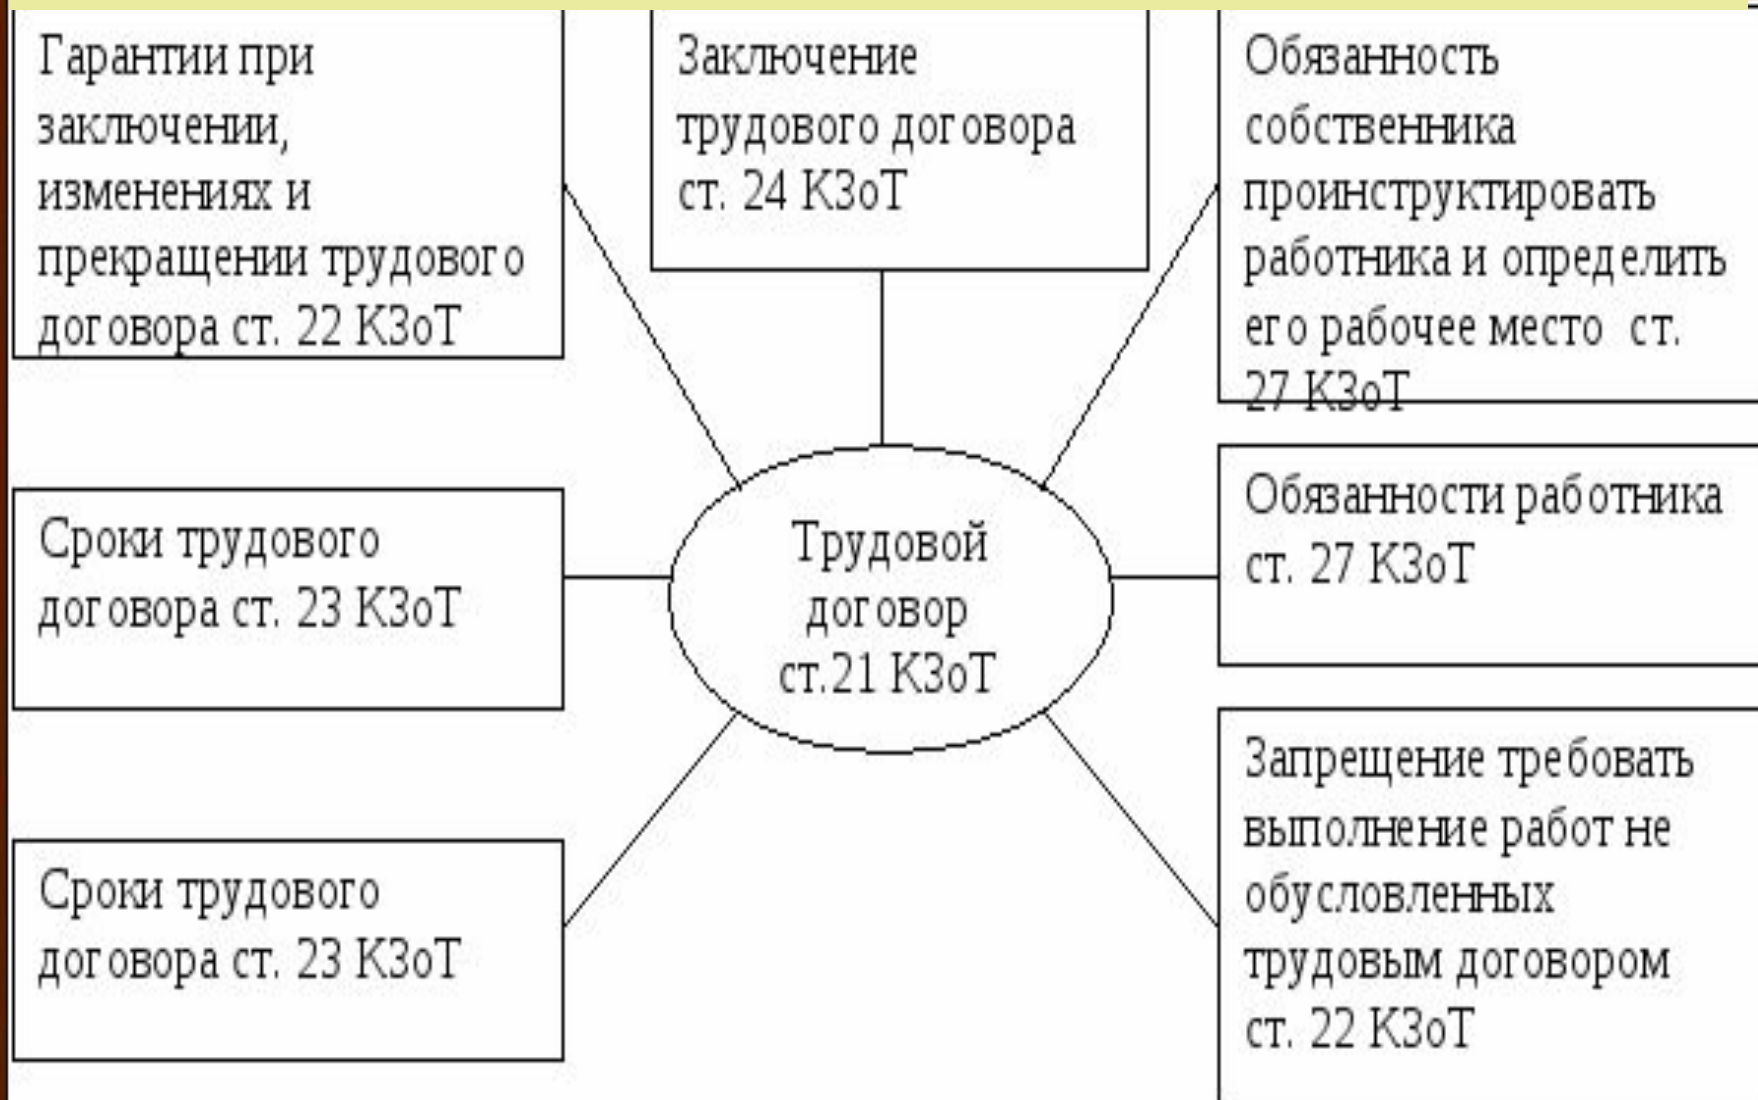 Гарантии при
заключении,
изменениях и
прекращении трудового
договора ст. 22 КЗоТ
Заключение
трудового договора
ст. 24 КЗоТ
Обязанность
собственника
проинструктировать
работника и определить
его рабочее место ст.
27 КЗоТ
Сроки трудового
договора ст. 23 КЗоТ
Трудовой
договор
ст.21 КЗоТ
Обязанности работника
ст. 27 КЗоТ
Сроки трудового
договора ст. 23 КЗоТ
Запрещение требовать
выполнение работ не
обусловленных
трудовым договором
ст. 22 КЗоТ